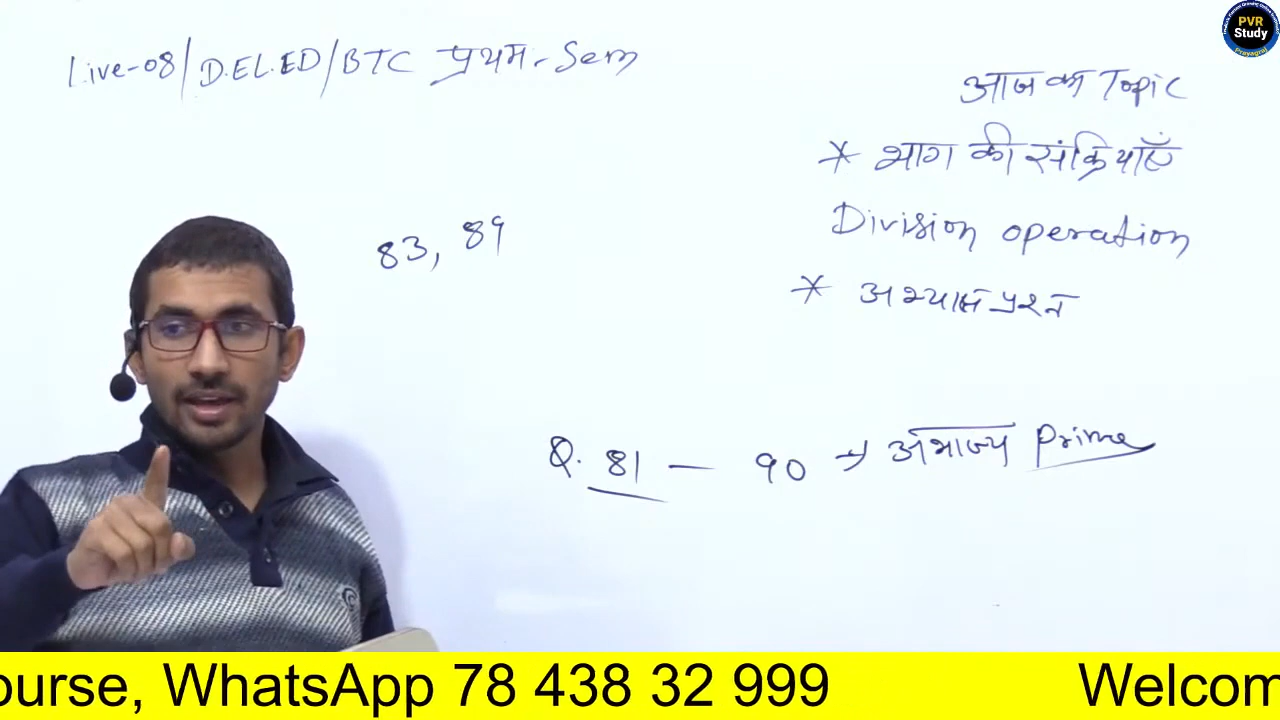 Live-08/D.EL.ED/BTC प्रथम-Sem
PVR
Study
Prayagraj
आज का Topic
* भाग की संक्रियाएँ
Division operation
* अभ्यास प्रश्न
83, 89
Q. 81 — 90 → अभाज्य Prime
ourse, WhatsApp 78 438 32 999 Welcom